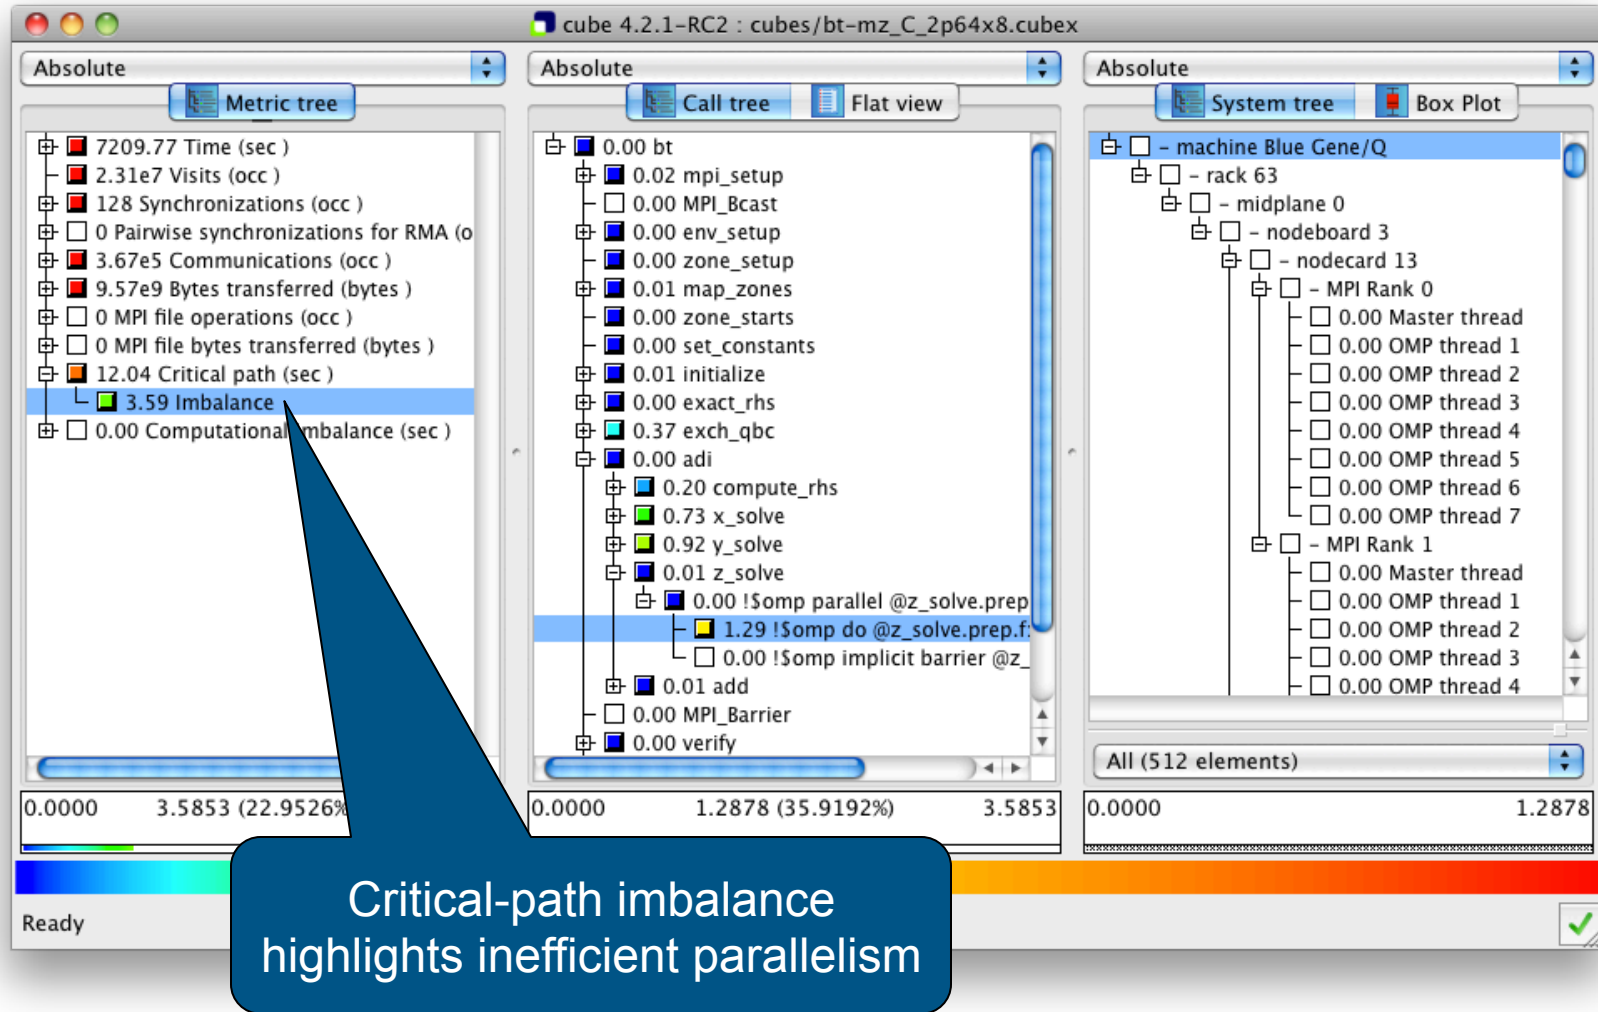 cube 4.2.1-RC2 : cubes/bt-mz_C_2p64x8.cubex
Absolute
Metric tree
7209.77 Time (sec )
2.31e7 Visits (occ )
128 Synchronizations (occ )
0 Pairwise synchronizations for RMA (o
3.67e5 Communications (occ )
9.57e9 Bytes transferred (bytes )
0 MPI file operations (occ )
0 MPI file bytes transferred (bytes )
12.04 Critical path (sec )
3.59 Imbalance
0.00 Computational mbalance (sec )
0.0000 3.5853 (22.9526%
Absolute
Call tree Flat view
0.00 bt
0.02 mpi_setup
0.00 MPI_Bcast
0.00 env_setup
0.00 zone_setup
0.01 map_zones
0.00 zone_starts
0.00 set_constants
0.01 initialize
0.00 exact_rhs
0.37 exch_qbc
0.00 adi
0.20 compute_rhs
0.73 x_solve
0.92 y_solve
0.01 z_solve
0.00 !$omp parallel @z_solve.prep
1.29 !$omp do @z_solve.prep.f:
0.00 !$omp implicit barrier @z_
0.01 add
0.00 MPI_Barrier
0.00 verify
0.0000 1.2878 (35.9192%) 3.5853
Absolute
System tree Box Plot
- machine Blue Gene/Q
- rack 63
- midplane 0
- nodeboard 3
- nodecard 13
- MPI Rank 0
0.00 Master thread
0.00 OMP thread 1
0.00 OMP thread 2
0.00 OMP thread 3
0.00 OMP thread 4
0.00 OMP thread 5
0.00 OMP thread 6
0.00 OMP thread 7
- MPI Rank 1
0.00 Master thread
0.00 OMP thread 1
0.00 OMP thread 2
0.00 OMP thread 3
0.00 OMP thread 4
All (512 elements)
0.0000 1.2878
Critical-path imbalance
highlights inefficient parallelism
Ready